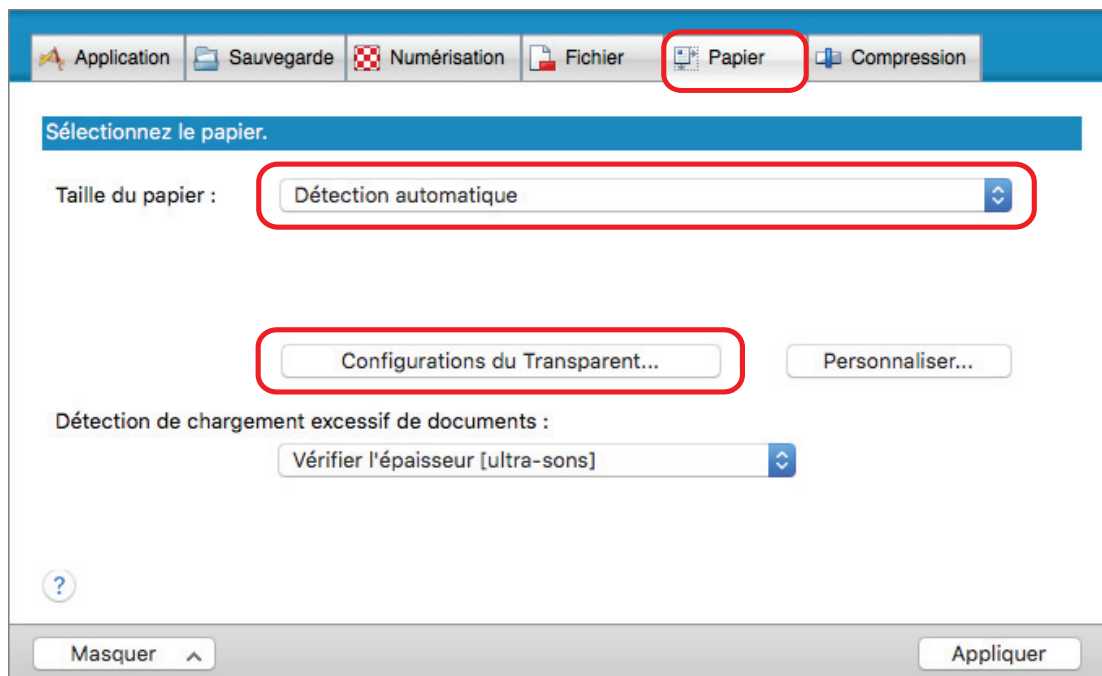 Application Sauvegarde Numérisation Fichier Papier Compression
Sélectionnez le papier.
Taille du papier : Détection automatique
Configurations du Transparent... Personnaliser...
Détection de chargement excessif de documents :
Vérifier l'épaisseur [ultra-sons]
?
Masquer Appliquer